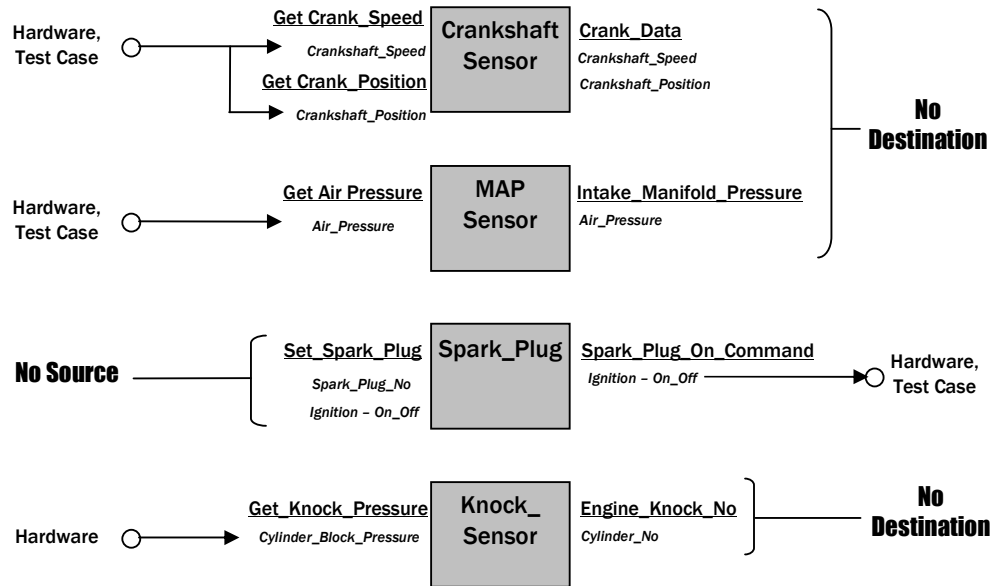 Hardware,
Test Case
Get Crank_Speed
Crankshaft_Speed
Get Crank_Position
Crankshaft_Position
Crankshaft
Sensor
Crank_Data
Crankshaft_Speed
Crankshaft_Position
No
Destination
Hardware,
Test Case
Get Air Pressure
Air_Pressure
MAP
Sensor
Intake_Manifold_Pressure
Air_Pressure
No Source
Set_Spark_Plug
Spark_Plug_No
Ignition – On_Off
Spark_Plug
Spark_Plug_On_Command
Ignition – On_Off
Hardware,
Test Case
Hardware
Get_Knock_Pressure
Cylinder_Block_Pressure
Knock_
Sensor
Engine_Knock_No
Cylinder_No
No
Destination